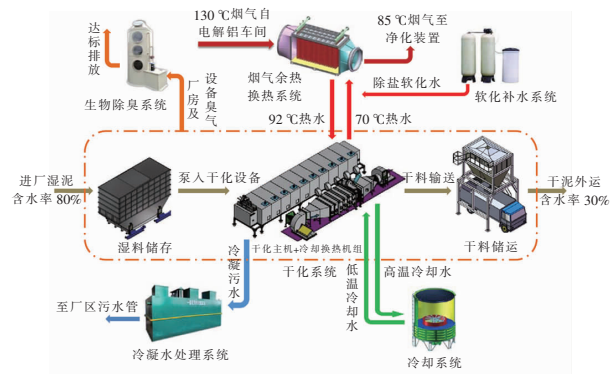 达标排放
生物除臭系统
厂房及
设备臭气
130 ℃烟气自
电解铝车间
烟气余热
换热系统
85 ℃烟气至
净化装置
除盐软化水
软化补水系统
92 ℃热水
70 ℃热水
进厂湿泥
含水率 80%
湿料储存
泵入干化设备
干化主机+冷却换热机组
干化系统
干料输送
干料储运
干泥外运
含水率 30%
冷凝污水
至厂区污水管
冷凝水处理系统
低温冷却水
高温冷却水
冷却系统